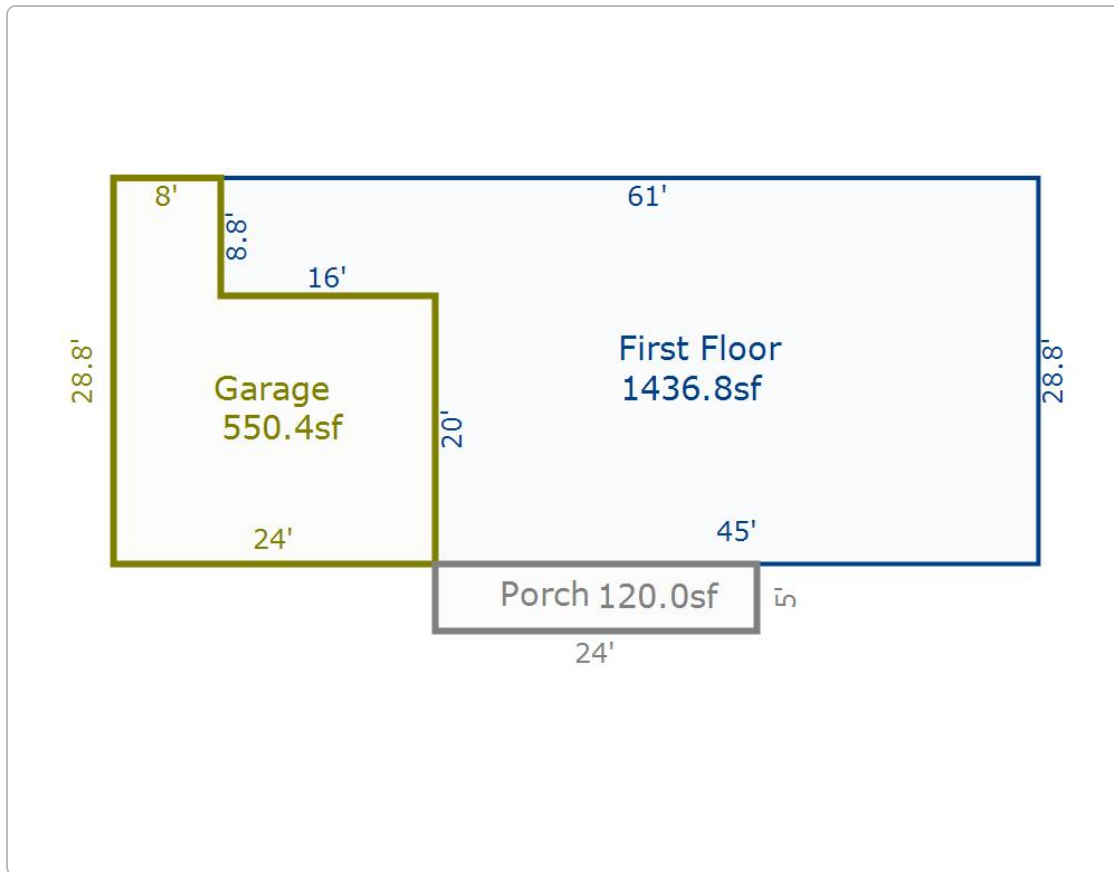 8'
61'
8.8'
16'
28.8'
Garage
550.4sf
20'
First Floor
1436.8sf
28.8'
24'
45'
Porch 120.0sf
5'
24'